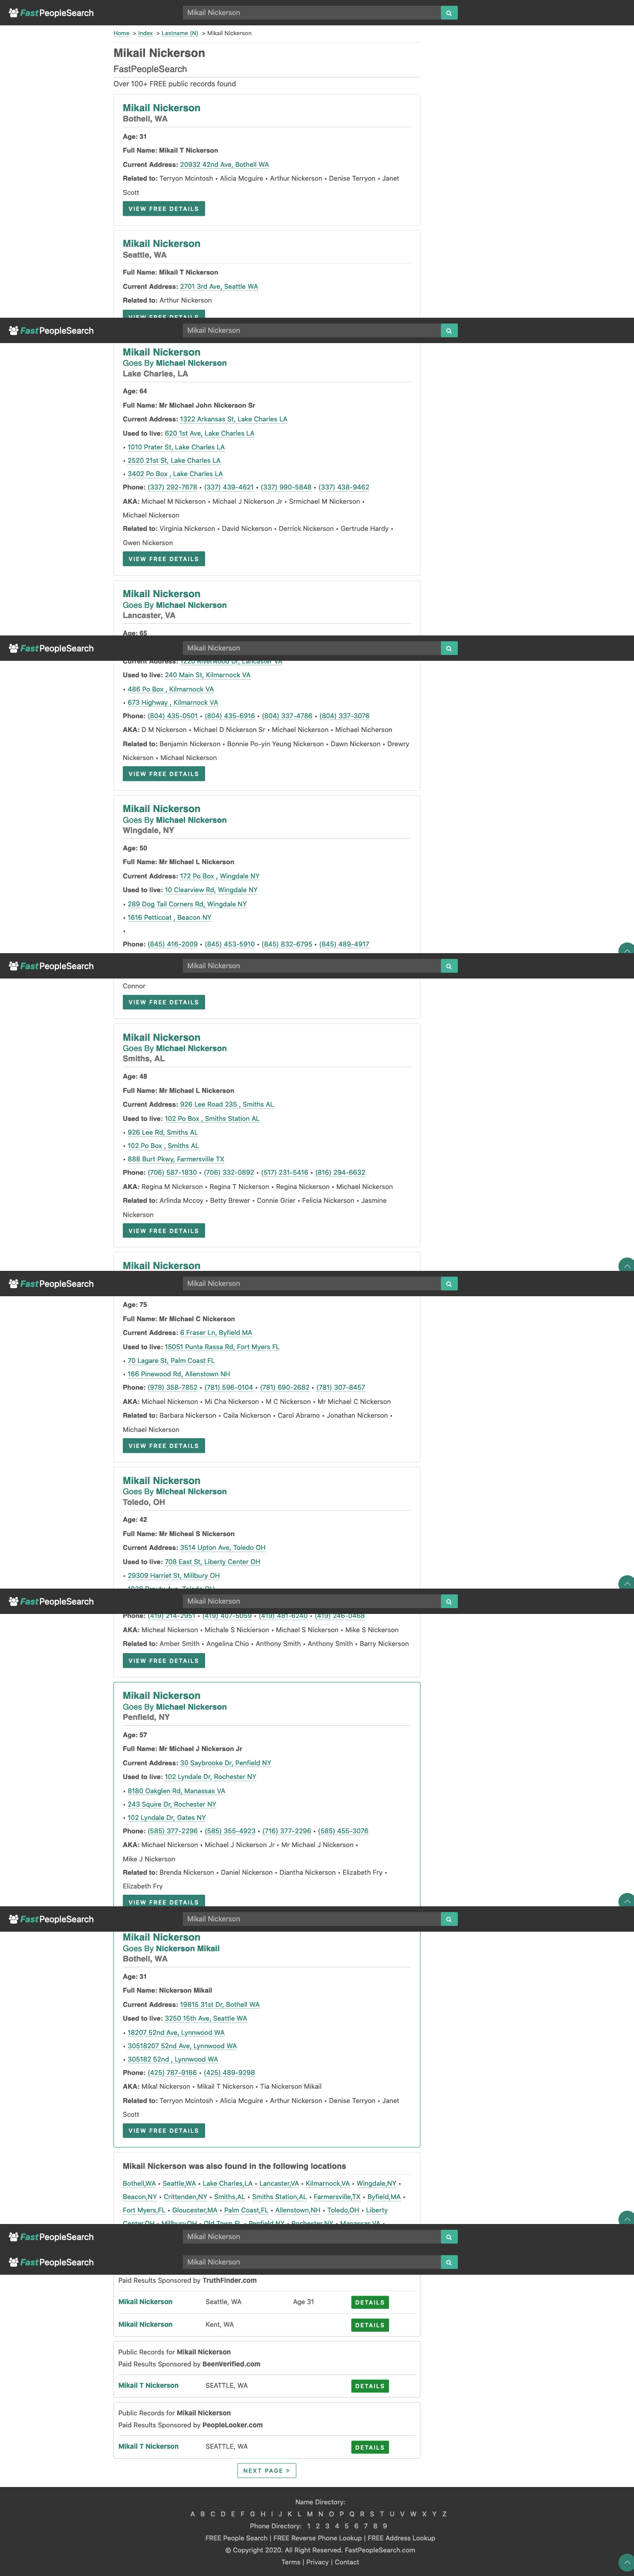 FastPeopleSearch
Mikail Nickerson
Home > Index > Lastname (N) > Mikail Nickerson
Mikail Nickerson
FastPeopleSearch
Over 100+ FREE public records found
Mikail Nickerson
Bothell, WA
Age: 31
Full Name: Mikail T Nickerson
Current Address: 20932 42nd Ave, Bothell WA
Related to: Terryon Mcintosh • Alicia Mcguire • Arthur Nickerson • Denise Terryon • Janet
Scott
VIEW FREE DETAILS
Mikail Nickerson
Seattle, WA
Full Name: Mikail T Nickerson
Current Address: 2701 3rd Ave, Seattle WA
Related to: Arthur Nickerson
VIEW FREE DETAILS
FastPeopleSearch
Mikail Nickerson
Mikail Nickerson
Goes By Michael Nickerson
Lake Charles, LA
Age: 64
Full Name: Mr Michael John Nickerson Sr
Current Address: 1322 Arkansas St, Lake Charles LA
Used to live: 620 1st Ave, Lake Charles LA
• 1010 Prater St, Lake Charles LA
• 2520 21st St, Lake Charles LA
• 3402 Po Box , Lake Charles LA
Phone: (337) 292-7678 • (337) 439-4621 • (337) 990-5848 • (337) 438-9462
AKA: Michael M Nickerson • Michael J Nickerson Jr • Srmichael M Nickerson •
Michael Nickerson
Related to: Virginia Nickerson • David Nickerson • Derrick Nickerson • Gertrude Hardy •
Gwen Nickerson
VIEW FREE DETAILS
Mikail Nickerson
Goes By Michael Nickerson
Lancaster, VA
Age: 65
FastPeopleSearch
Mikail Nickerson
Current Address: 1220 Riverwood Dr, Lancaster VA
Used to live: 240 Main St, Kilmarnock VA
• 486 Po Box , Kilmarnock VA
• 673 Highway , Kilmarnock VA
Phone: (804) 435-0501 • (804) 435-6916 • (804) 337-4786 • (804) 337-3076
AKA: D M Nickerson • Michael D Nickerson Sr • Michael Nickerson • Michael Nicherson
Related to: Benjamin Nickerson • Bonnie Po-yin Yeung Nickerson • Dawn Nickerson • Drewry
Nickerson • Michael Nickerson
VIEW FREE DETAILS
Mikail Nickerson
Goes By Michael Nickerson
Wingdale, NY
Age: 50
Full Name: Mr Michael L Nickerson
Current Address: 172 Po Box , Wingdale NY
Used to live: 10 Clearview Rd, Wingdale NY
• 289 Dog Tail Corners Rd, Wingdale NY
• 1616 Petticoat , Beacon NY
•
Phone: (845) 416-2009 • (845) 453-5910 • (845) 832-6795 • (845) 489-4917
FastPeopleSearch
Mikail Nickerson
Connor
VIEW FREE DETAILS
Mikail Nickerson
Goes By Michael Nickerson
Smiths, AL
Age: 48
Full Name: Mr Michael L Nickerson
Current Address: 926 Lee Road 235 , Smiths AL
Used to live: 102 Po Box , Smiths Station AL
• 926 Lee Rd, Smiths AL
• 102 Po Box , Smiths AL
• 888 Burt Pkwy, Farmersville TX
Phone: (706) 587-1830 • (706) 332-0892 • (517) 231-5416 • (816) 294-6632
AKA: Regina M Nickerson • Regina T Nickerson • Regina Nickerson • Michael Nickerson
Related to: Arlinda Mccoy • Betty Brewer • Connie Grier • Felicia Nickerson • Jasmine
Nickerson
VIEW FREE DETAILS
Mikail Nickerson
FastPeopleSearch
Mikail Nickerson
Age: 75
Full Name: Mr Michael C Nickerson
Current Address: 6 Fraser Ln, Byfield MA
Used to live: 15051 Punta Rassa Rd, Fort Myers FL
• 70 Lagare St, Palm Coast FL
• 166 Pinewood Rd, Allenstown NH
Phone: (978) 358-7852 • (781) 596-0104 • (781) 690-2682 • (781) 307-8457
AKA: Michael Nickerson • Mi Cha Nickerson • M C Nickerson • Mr Michael C Nickerson
Related to: Barbara Nickerson • Caila Nickerson • Carol Abramo • Jonathan Nickerson •
Michael Nickerson
VIEW FREE DETAILS
Mikail Nickerson
Goes By Micheal Nickerson
Toledo, OH
Age: 42
Full Name: Mr Micheal S Nickerson
Current Address: 3514 Upton Ave, Toledo OH
Used to live: 708 East St, Liberty Center OH
• 29309 Harriet St, Millbury OH
FastPeopleSearch
Mikail Nickerson
Phone: (419) 214-2951 • (419) 407-5059 • (419) 481-6240 • (419) 246-0468
AKA: Micheal Nickerson • Michale S Nickierson • Michael S Nickerson • Mike S Nickerson
Related to: Amber Smith • Angelina Chio • Anthony Smith • Anthony Smith • Barry Nickerson
VIEW FREE DETAILS
Mikail Nickerson
Goes By Michael Nickerson
Penfield, NY
Age: 57
Full Name: Mr Michael J Nickerson Jr
Current Address: 30 Saybrooke Dr, Penfield NY
Used to live: 102 Lyndale Dr, Rochester NY
• 8180 Oakglen Rd, Manassas VA
• 243 Squire Dr, Rochester NY
• 102 Lyndale Dr, Gates NY
Phone: (585) 377-2296 • (585) 355-4923 • (716) 377-2296 • (585) 455-3076
AKA: Michael Nickerson • Michael J Nickerson Jr • Mr Michael J Nickerson •
Mike J Nickerson
Related to: Brenda Nickerson • Daniel Nickerson • Diantha Nickerson • Elizabeth Fry •
Elizabeth Fry
VIEW FREE DETAILS
FastPeopleSearch
Mikail Nickerson
Mikail Nickerson
Goes By Nickerson Mikail
Bothell, WA
Age: 31
Full Name: Nickerson Mikail
Current Address: 19815 31st Dr, Bothell WA
Used to live: 3250 15th Ave, Seattle WA
• 18207 52nd Ave, Lynnwood WA
• 30518207 52nd Ave, Lynnwood WA
• 305182 52nd , Lynnwood WA
Phone: (425) 787-9166 • (425) 489-9298
AKA: Mikal Nickerson • Mikail T Nickerson • Tia Nickerson Mikail
Related to: Terryon Mcintosh • Alicia Mcguire • Arthur Nickerson • Denise Terryon • Janet
Scott
VIEW FREE DETAILS
Mikail Nickerson was also found in the following locations
Bothell,WA • Seattle,WA • Lake Charles,LA • Lancaster,VA • Kilmarnock,VA • Wingdale,NY •
Beacon,NY • Crittenden,NY • Smiths,AL • Smiths Station,AL • Farmersville,TX • Byfield,MA •
Fort Myers,FL • Gloucester,MA • Palm Coast,FL • Allenstown,NH • Toledo,OH • Liberty
Center,OH • Millbury,OH • Old Town,FL • Penfield,NY • Rochester,NY • Manassas,VA •
FastPeopleSearch
Mikail Nickerson
FastPeopleSearch
Mikail Nickerson
Paid Results Sponsored by TruthFinder.com
Mikail Nickerson Seattle, WA Age 31 DETAILS
Mikail Nickerson Kent, WA DETAILS
Public Records for Mikail Nickerson
Paid Results Sponsored by BeenVerified.com
Mikail T Nickerson SEATTLE, WA DETAILS
Public Records for Mikail Nickerson
Paid Results Sponsored by PeopleLooker.com
Mikail T Nickerson SEATTLE, WA DETAILS
NEXT PAGE »
Name Directory:
A B C D E F G H I J K L M N O P Q R S T U V W X Y Z
Phone Directory: 1 2 3 4 5 6 7 8 9
FREE People Search | FREE Reverse Phone Lookup | FREE Address Lookup
© Copyright 2020. All Right Reserved. FastPeopleSearch.com
Terms | Privacy | Contact